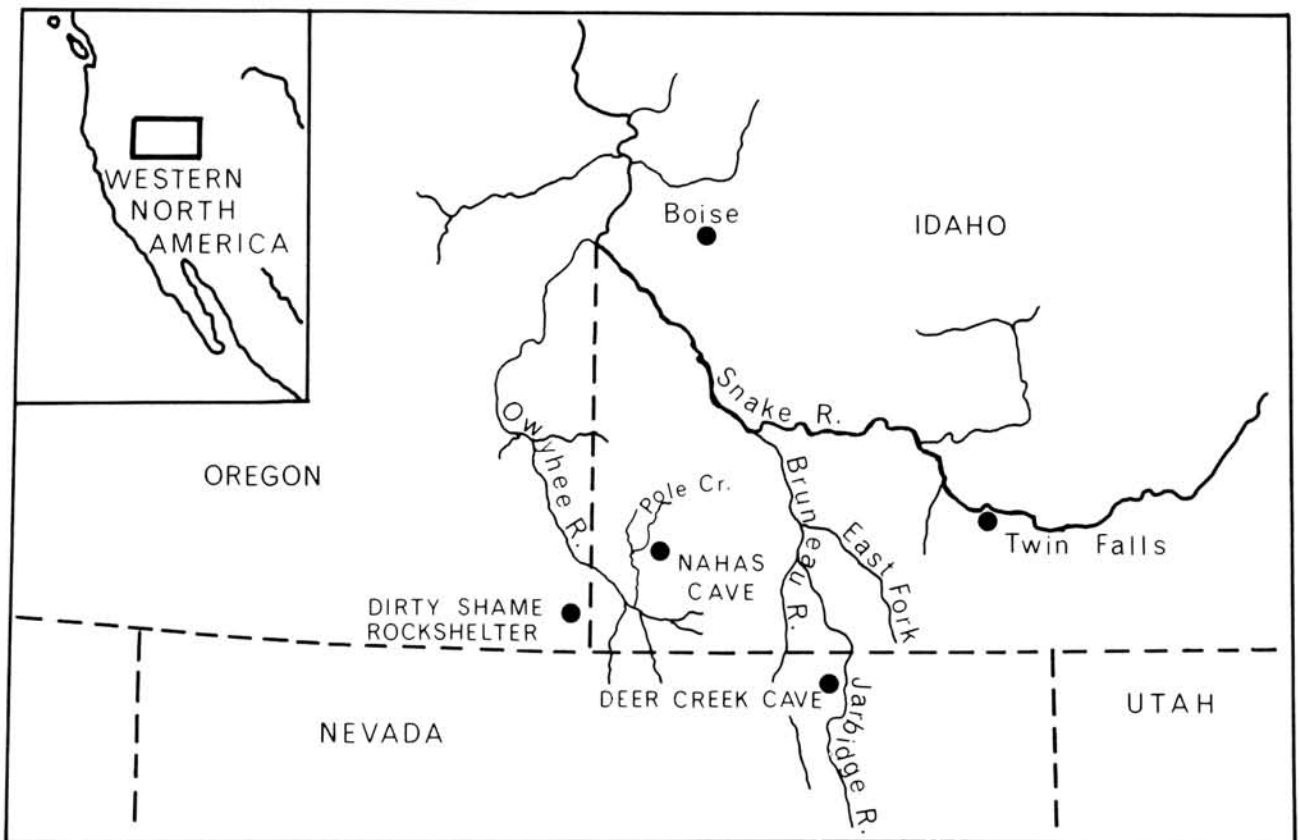 WESTERN
NORTH
AMERICA
Boise
IDAHO
Snake R.
Owyhee R.
OREGON
Pole Cr.
Bruneau R.
East Fork
Twin Falls
NAHAS
CAVE
DIRTY SHAME
ROCKSHELTER
DEER CREEK CAVE
Jarbidge R.
UTAH
NEVADA